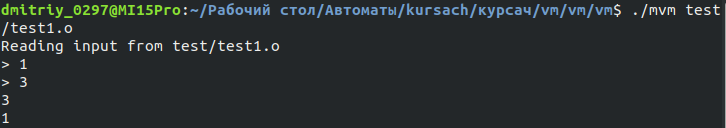 dmitriy_0297@MI15Pro:~/Рабочий стол/Автоматы/kursach/курсач/vm/vm/vm$ ./mvm test
/test1.o
Reading input from test/test1.o
> 1
> 3
3
1